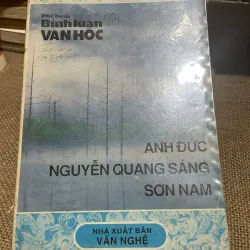 Phê bình
Bình luận
VĂN HỌC
ANH ĐỨC
NGUYỄN QUANG SÁNG
SƠN NAM
NHÀ XUẤT BẢN
VĂN NGHỆ